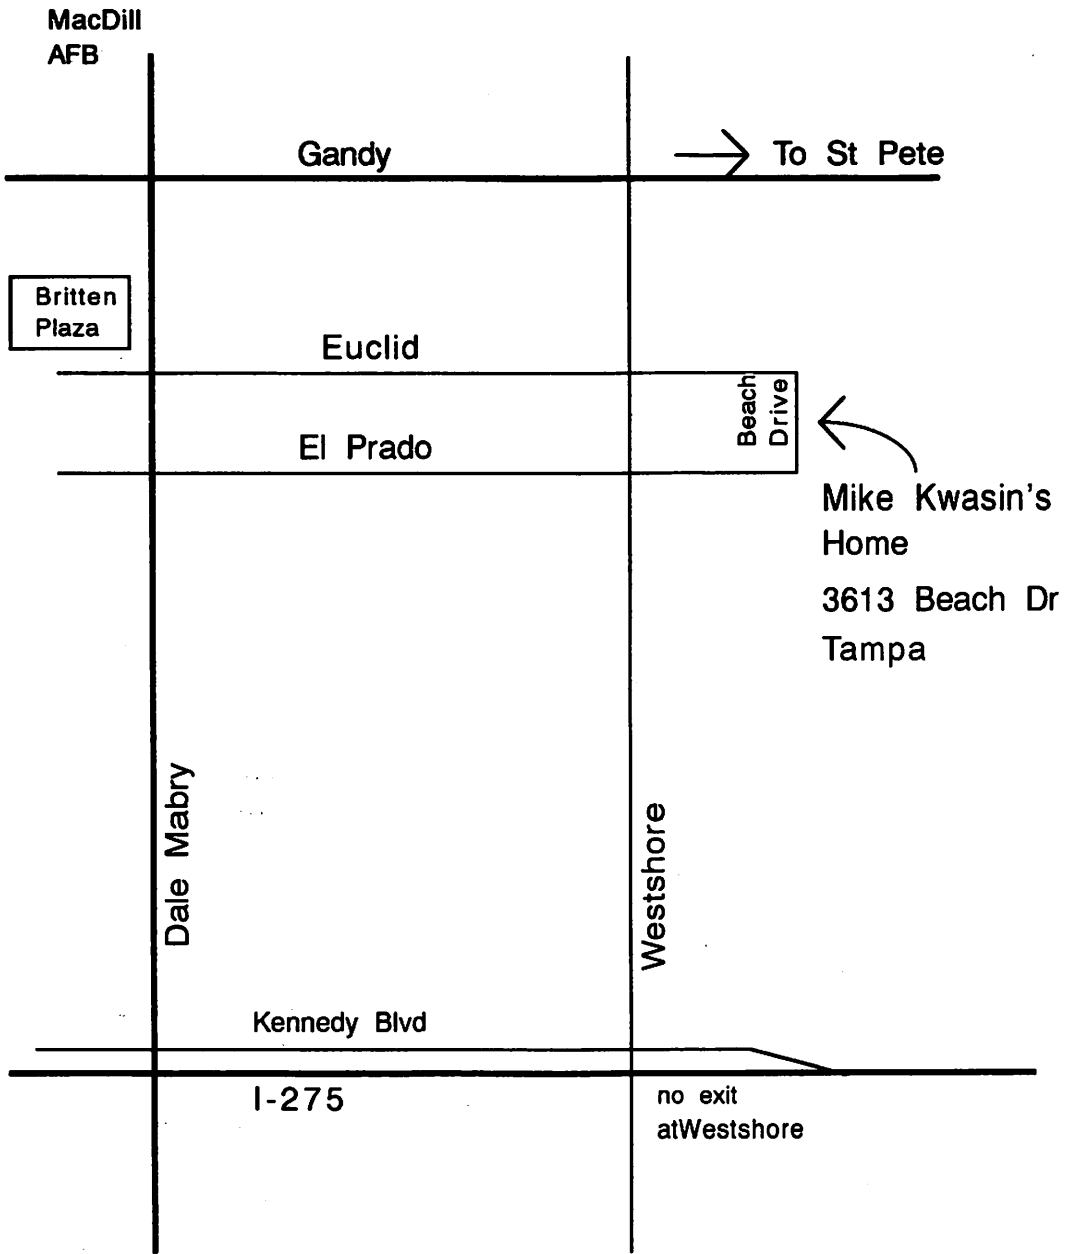 MacDill
AFB
Gandy
To St Pete
Britten
Plaza
Euclid
Beach
Drive
El Prado
Mike Kwasin's
Home
3613 Beach Dr
Tampa
Dale Mabry
Westshore
Kennedy Blvd
I-275
no exit
atWestshore